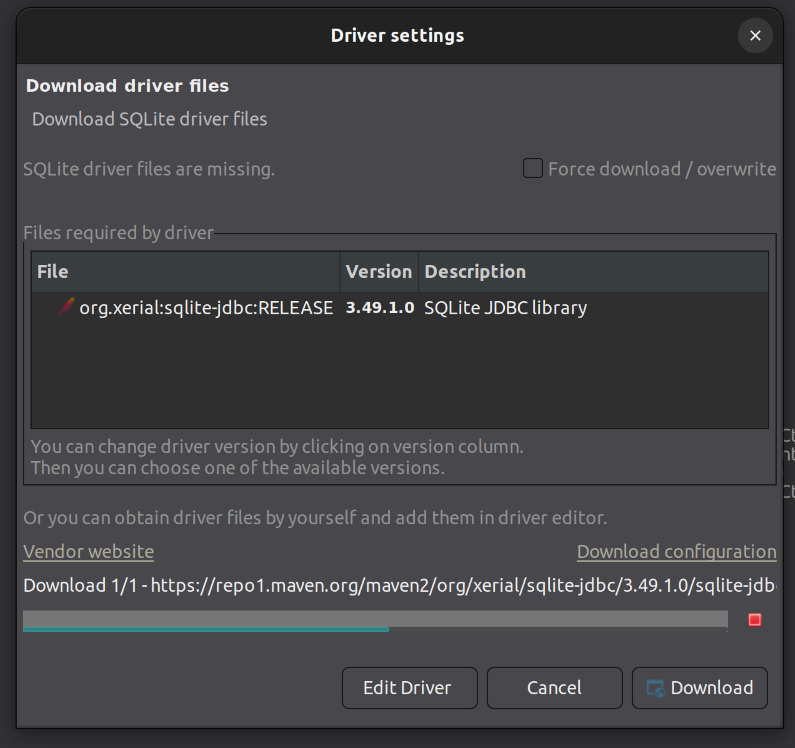 Driver settings
Download driver files
Download SQLite driver files
SQLite driver files are missing.
Force download / overwrite
Files required by driver
File Version Description
org.xerial:sqlite-jdbc:RELEASE 3.49.1.0 SQLite JDBC library
You can change driver version by clicking on version column.
Then you can choose one of the available versions.
Or you can obtain driver files by yourself and add them in driver editor.
Vendor website Download configuration
Download 1/1 - https://repo1.maven.org/maven2/org/xerial/sqlite-jdbc/3.49.1.0/sqlite-jdb
Edit Driver Cancel Download